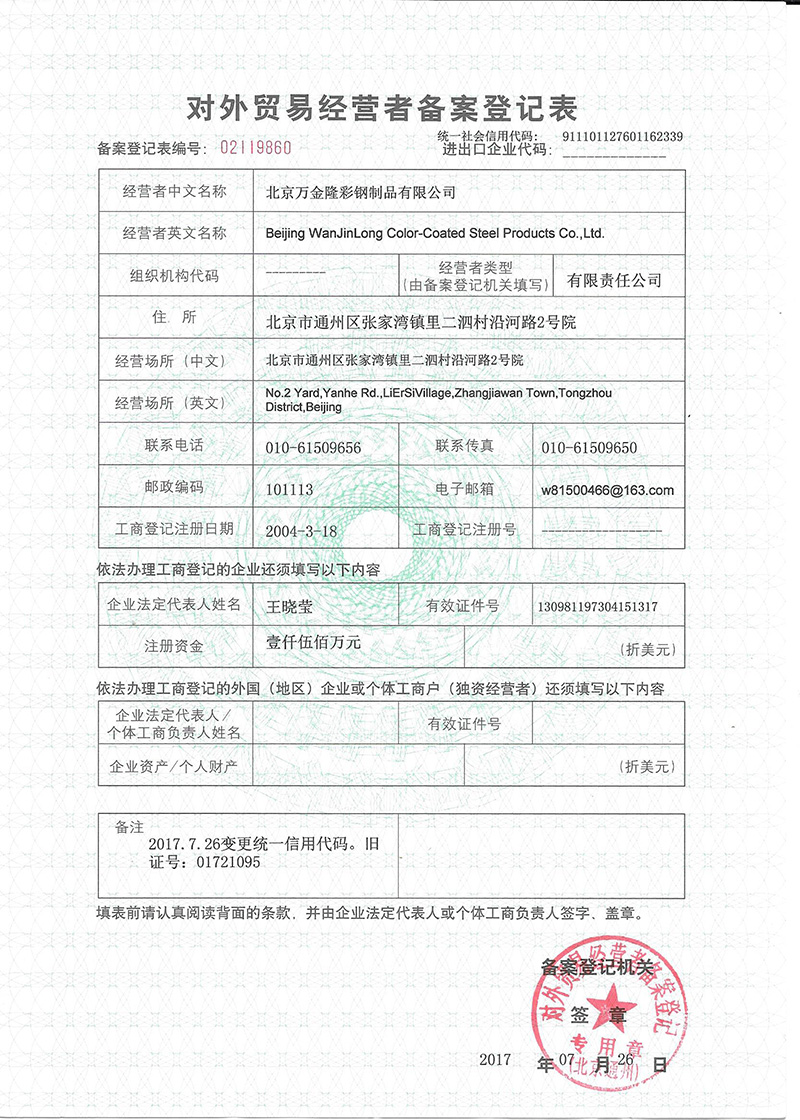 对外贸易经营者备案登记表
统一社会信用代码： 911101127601162339
备案登记表编号： 02119860 进出口企业代码： _____________
经营者中文名称 北京万金隆彩钢制品有限公司
经营者英文名称 Beijing WanJinLong Color-Coated Steel Products Co.,Ltd.
组织机构代码 --------- 经营者类型
(由备案登记机关填写) 有限责任公司
住 所 北京市通州区张家湾镇里二泗村沿河路2号院
经营场所（中文） 北京市通州区张家湾镇里二泗村沿河路2号院
经营场所（英文） No.2 Yard,Yanhe Rd.,LiErSiVillage,Zhangjiawan Town,Tongzhou
District,Beijing
联系电话 010-61509656 联系传真 010-61509650
邮政编码 101113 电子邮箱 w81500466@163.com
工商登记注册日期 2004-3-18 工商登记注册号 ------------------
依法办理工商登记的企业还须填写以下内容
企业法定代表人姓名 王晓莹 有效证件号 130981197304151317
注册资金 壹仟伍佰万元 (折美元)
依法办理工商登记的外国（地区）企业或个体工商户（独资经营者）还须填写以下内容
企业法定代表人/
个体工商负责人姓名 有效证件号
企业资产/个人财产 (折美元)
备注
2017.7.26变更统一信用代码。旧
证号：01721095
填表前请认真阅读背面的条款，并由企业法定代表人或个体工商负责人签字、盖章。
备案登记机关
签 章
对外贸易经营者备案登记
专用章
(北京通州)
2017 年 07 月 26 日